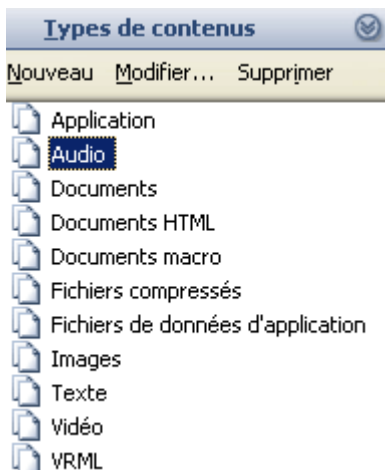 Types de contenus
Nouveau Modifier... Supprimer
Application
Audio
Documents
Documents HTML
Documents macro
Fichiers compressés
Fichiers de données d'application
Images
Texte
Vidéo
VRML